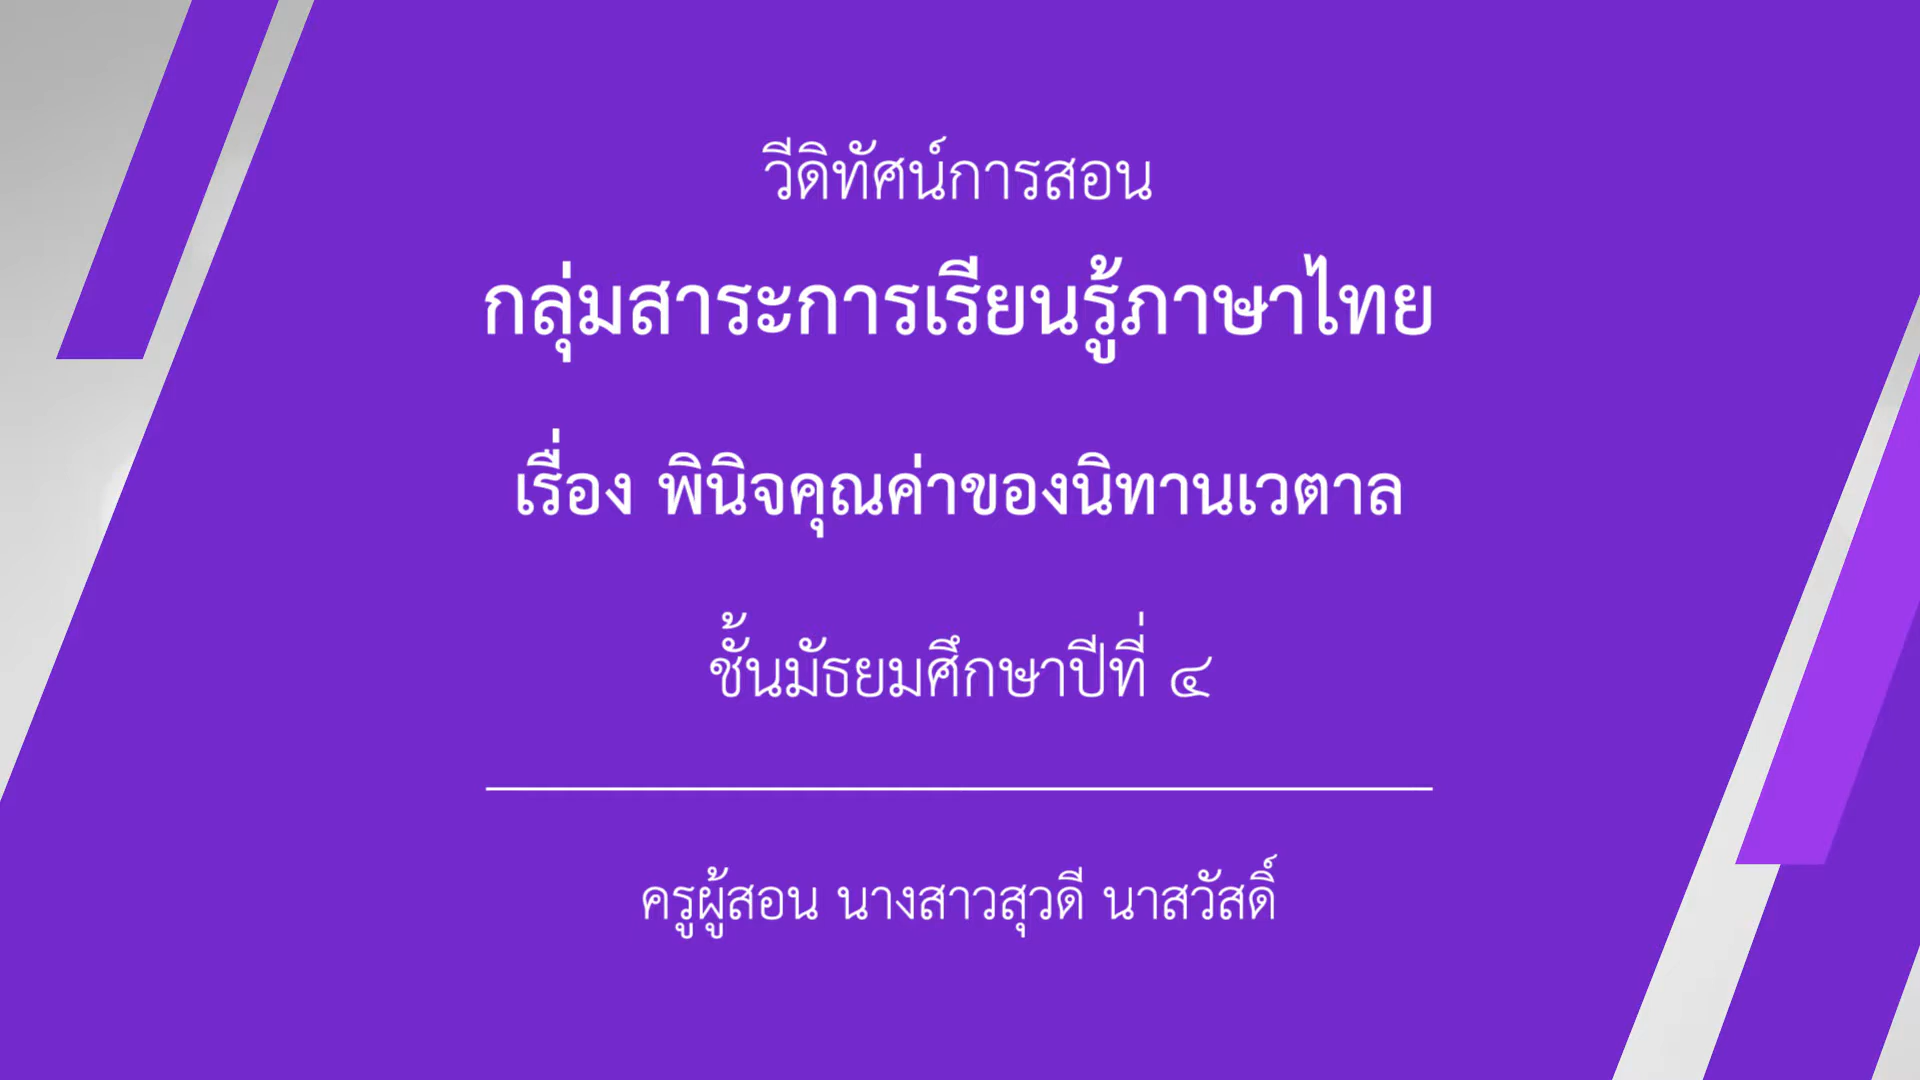 วีดิทัศน์การสอน
กลุ่มสาระการเรียนรู้ภาษาไทย
เรื่อง พินิจคุณค่าของนิทานเวตาล
ชั้นมัธยมศึกษาปีที่ ๔
ครูผู้สอน นางสาวสุวดี นาสวัสดิ์